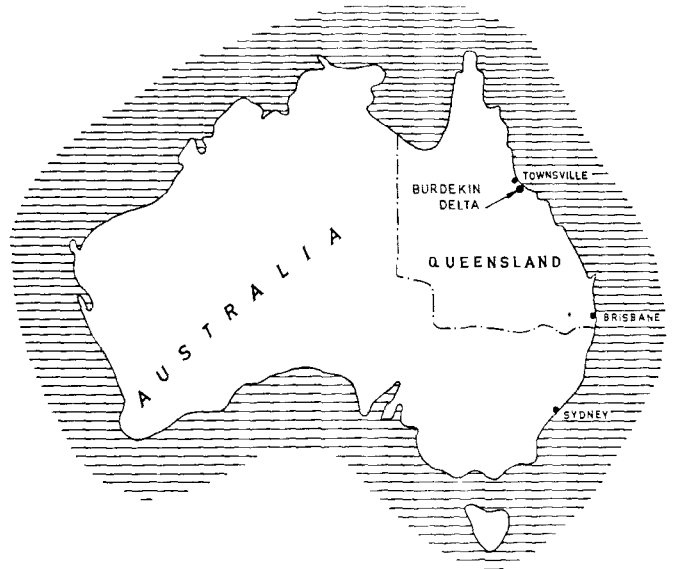 TOWNSVILLE
BURDEKIN
DELTA
QUEENSLAND
AUSTRALIA
BRISBANE
SYDNEY